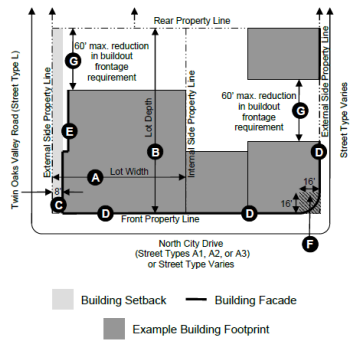 Rear Property Line
60' max. reduction
in buildout
frontage
requirement
G
Twin Oaks Valley Road (Street Type L)
External Side Property Line
E
Lot Depth
B
Internal Side Property Line
60' max. reduction
in buildout
frontage
requirement
G
External Side Property Line
Street Type Varies
D
A
Lot Width
8'
C
D
Front Property Line
D
16'
16'
F
North City Drive
(Street Types A1, A2, or A3)
or Street Type Varies
Building Setback
Building Facade
Example Building Footprint